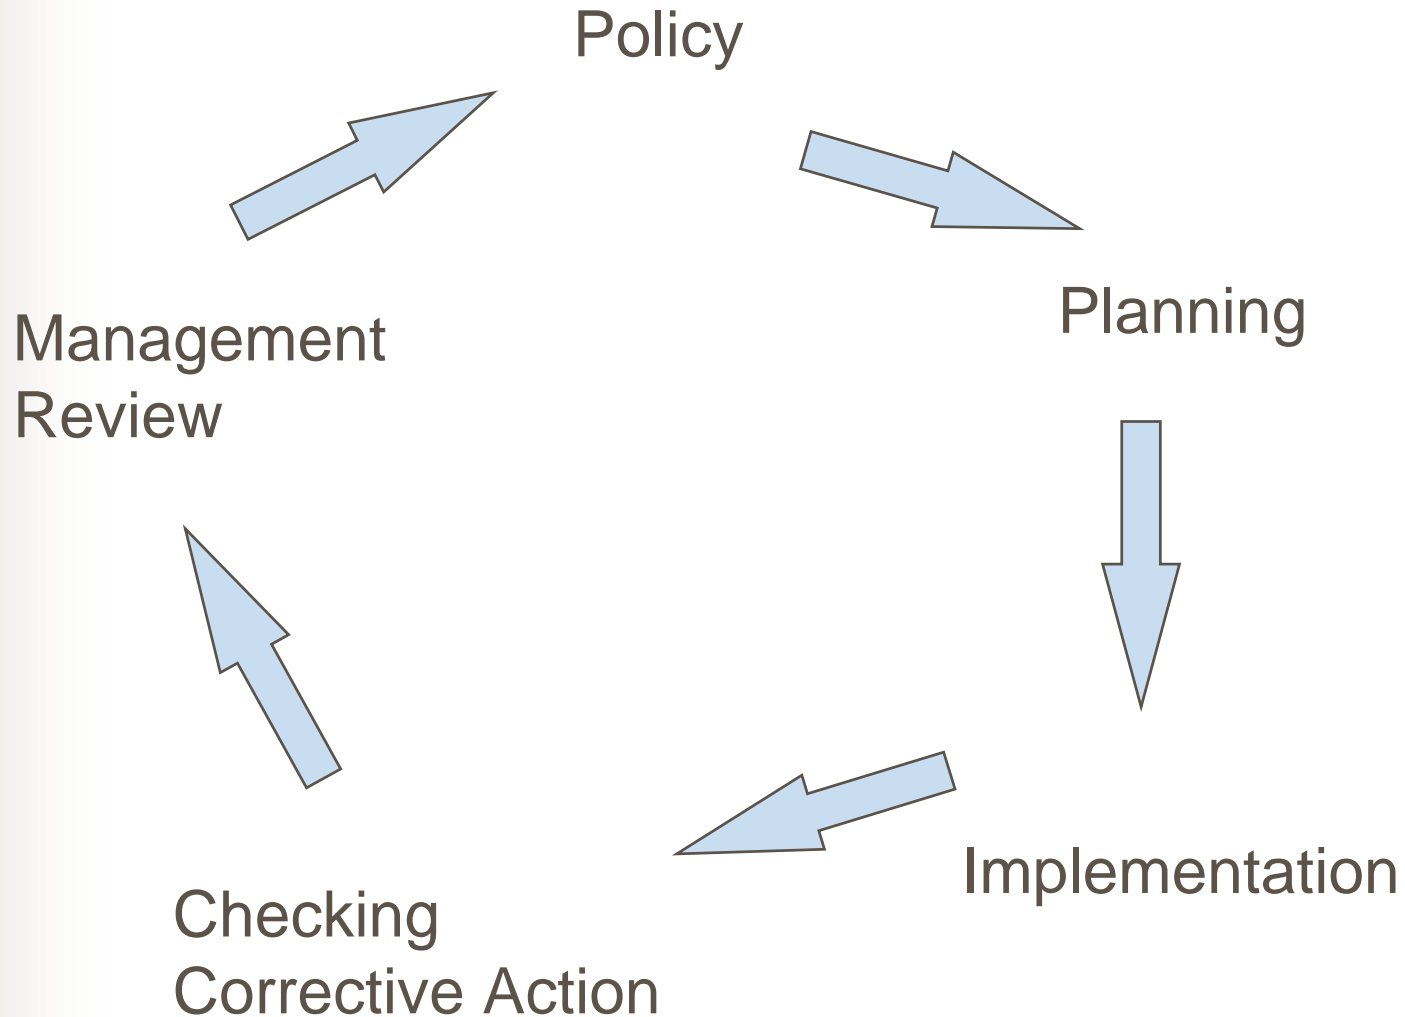 Policy
Planning
Implementation
Checking
Corrective Action
Management
Review